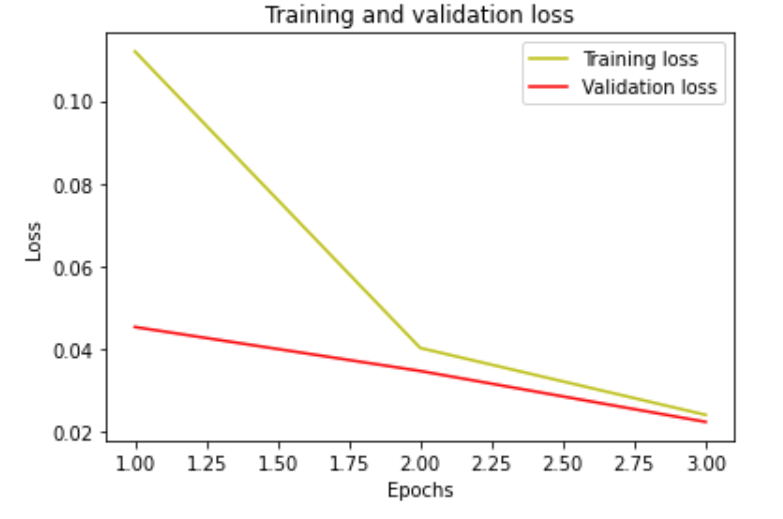 Training and validation loss
Training loss
Validation loss
0.10
0.08
0.06
0.04
0.02
Loss
1.00 1.25 1.50 1.75 2.00 2.25 2.50 2.75 3.00
Epochs